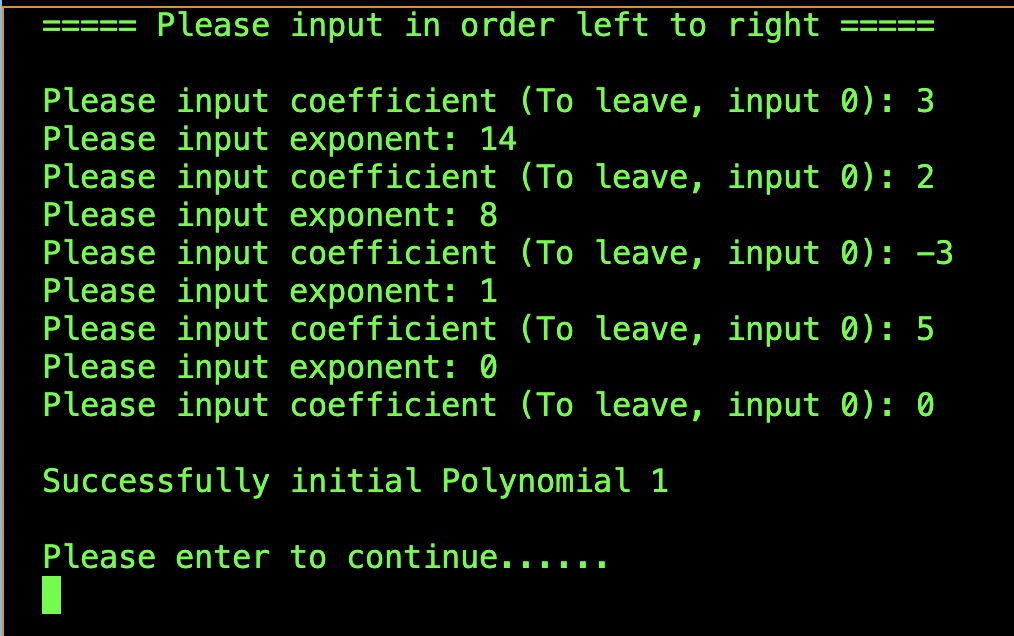 ===== Please input in order left to right =====
Please input coefficient (To leave, input 0): 3
Please input exponent: 14
Please input coefficient (To leave, input 0): 2
Please input exponent: 8
Please input coefficient (To leave, input 0): -3
Please input exponent: 1
Please input coefficient (To leave, input 0): 5
Please input exponent: 0
Please input coefficient (To leave, input 0): 0
Successfully initial Polynomial 1
Please enter to continue......